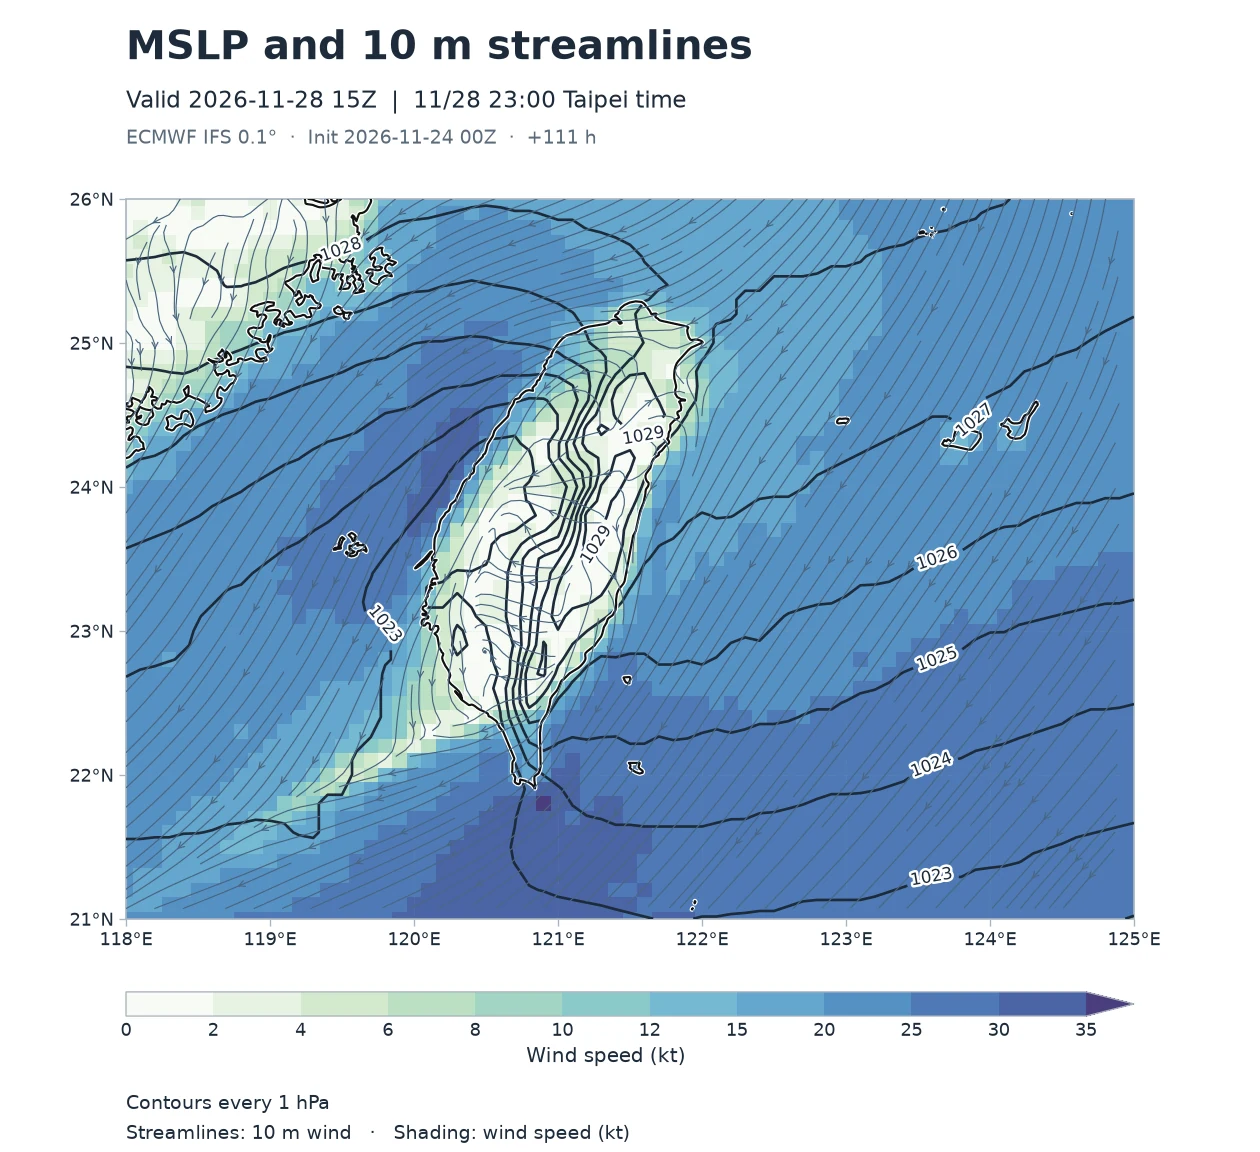 MSLP and 10 m streamlines
Valid 2026-11-28 15Z | 11/28 23:00 Taipei time
ECMWF IFS 0.1° · Init 2026-11-24 00Z · +111 h
26°N
1028
25°N
1027
1029
24°N
1029
1026
1023
23°N
1025
1024
22°N
1023
21°N
118°E 119°E 120°E 121°E 122°E 123°E 124°E 125°E
0 2 4 6 8 10 12 15 20 25 30 35
Wind speed (kt)
Contours every 1 hPa
Streamlines: 10 m wind · Shading: wind speed (kt)